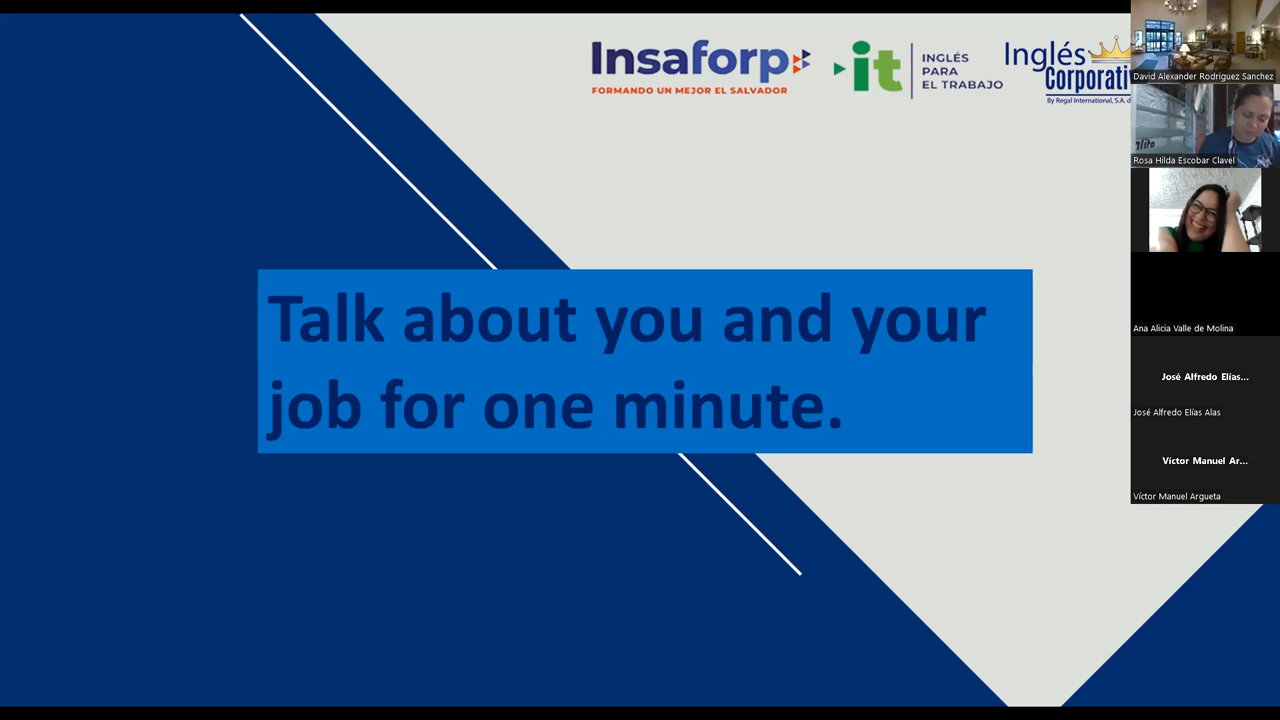 Insaforp
FORMANDO UN MEJOR EL SALVADOR
it
INGLÉS
PARA
EL TRABAJO
Inglés
Corporati
By Regal International, S.A. d
Talk about you and your
job for one minute.
David Alexander Rodriguez Sanchez
Rosa Hilda Escobar Clavel
Ana Alicia Valle de Molina
José Alfredo Elías...
José Alfredo Elías Alas
Víctor Manuel Ar...
Víctor Manuel Argueta